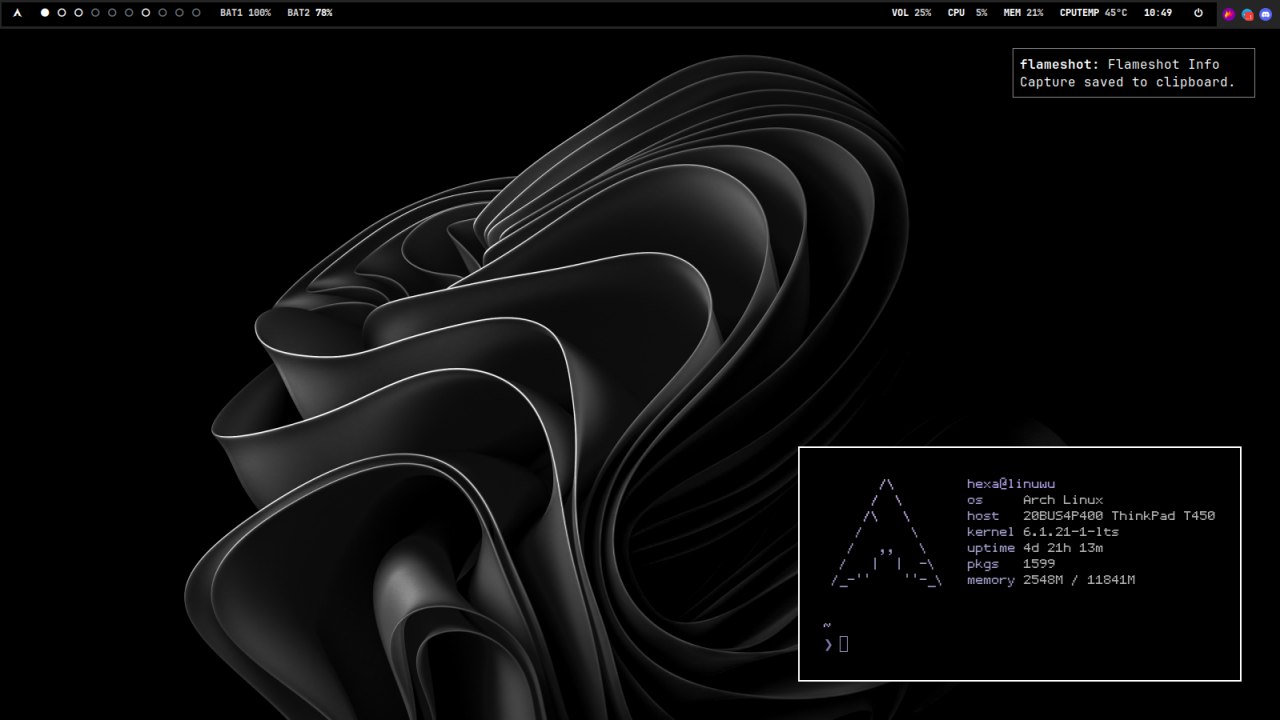 BAT1 100% BAT2 78% VOL 25% CPU 5% MEM 21% CPUTEMP 45°C 10:49
flameshot: Flameshot Info
Capture saved to clipboard.
hexa@linuwu
os Arch Linux
host 20BUS4P400 ThinkPad T450
kernel 6.1.21-1-lts
uptime 4d 21h 13m
pkgs 1599
memory 2548M / 11841M
~
❯